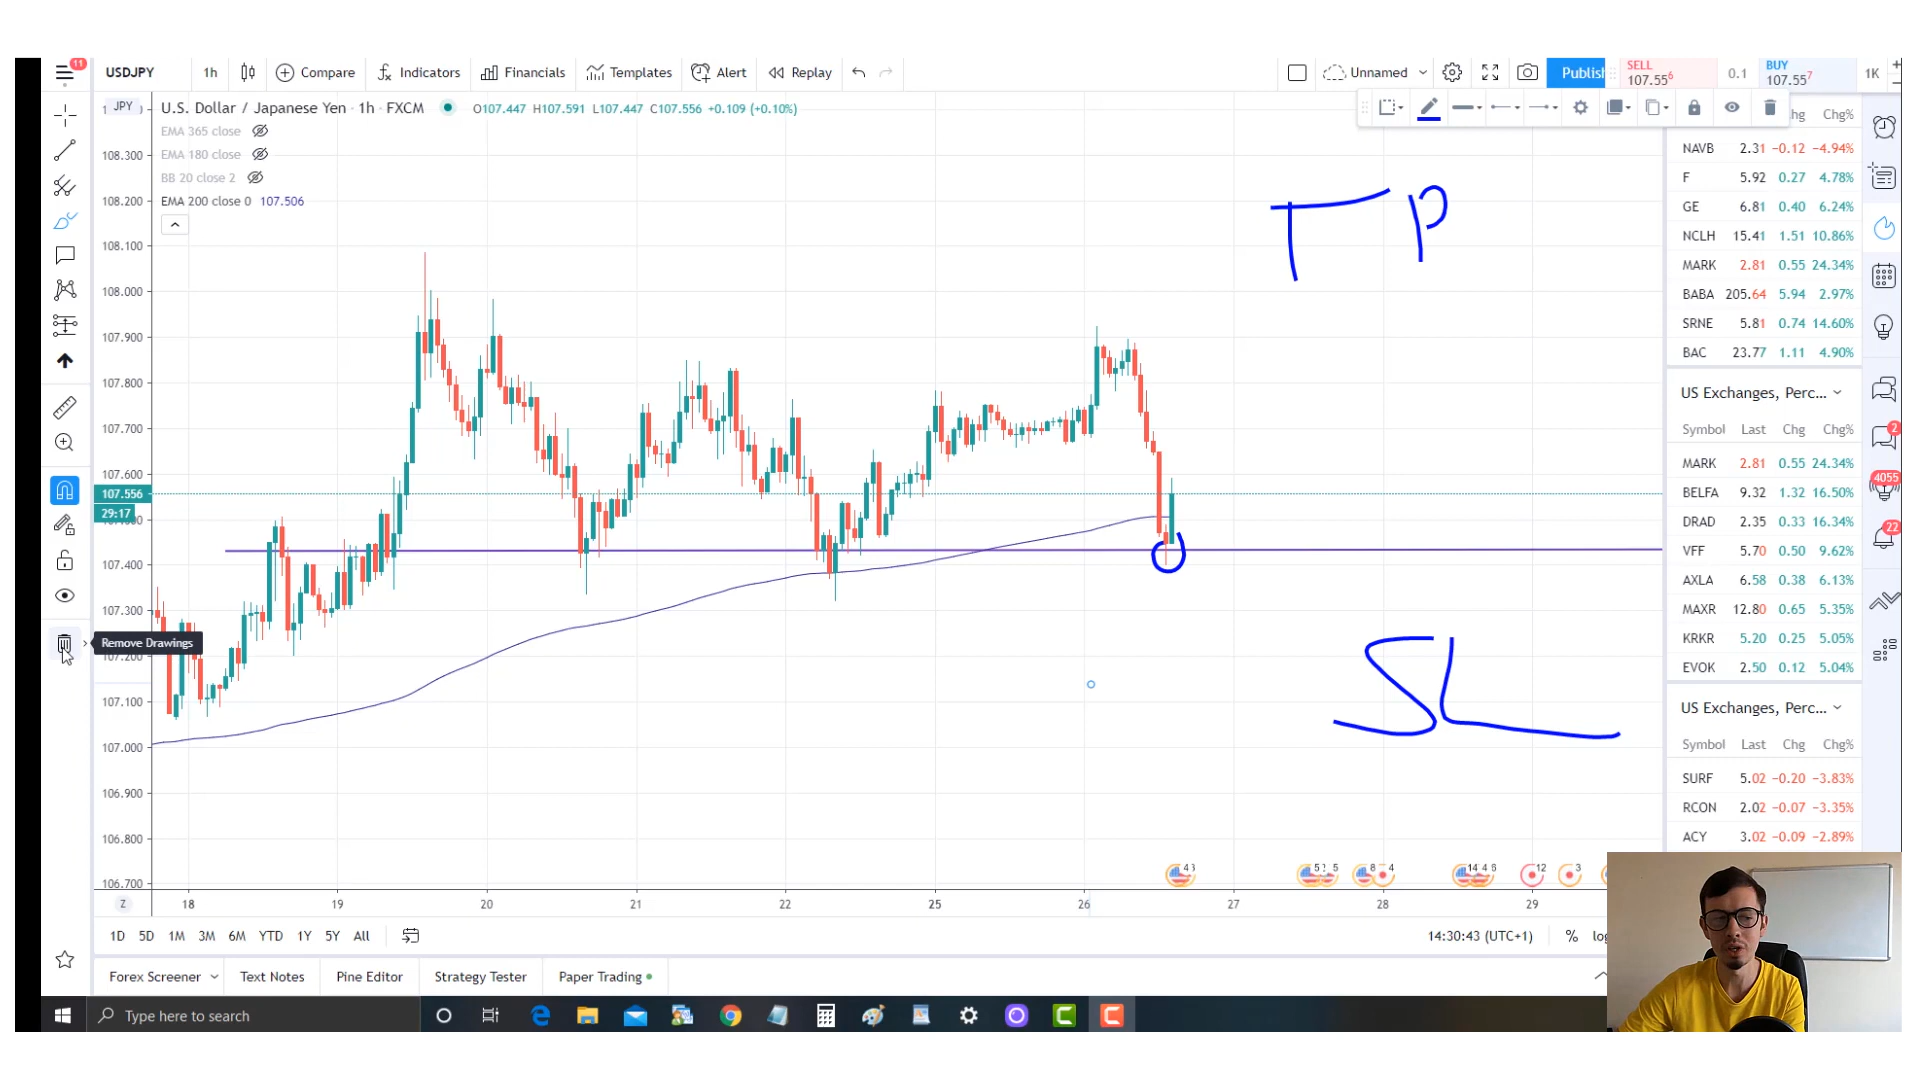 11
USDJPY 1h Compare Indicators Financials Templates Alert Replay Unnamed Publish SELL 107.556 0.1 BUY 107.557 1K
JPY U.S. Dollar / Japanese Yen · 1h · FXCM O107.447 H107.591 L107.447 C107.556 +0.109 (+0.10%)
EMA 365 close
EMA 180 close
BB 20 close 2
EMA 200 close 0 107.506
TP
SL
108.300
108.200
108.100
108.000
107.900
107.800
107.700
107.600
107.556
29:17
107.400
107.300
107.200
107.100
107.000
106.900
106.800
106.700
Remove Drawings
hg Chg%
NAVB 2.31 −0.12 −4.94%
F 5.92 0.27 4.78%
GE 6.81 0.40 6.24%
NCLH 15.41 1.51 10.86%
MARK 2.81 0.55 24.34%
BABA 205.64 5.94 2.97%
SRNE 5.81 0.74 14.60%
BAC 23.77 1.11 4.90%
US Exchanges, Perc...
Symbol Last Chg Chg%
MARK 2.81 0.55 24.34%
BELFA 9.32 1.32 16.50%
DRAD 2.35 0.33 16.34%
VFF 5.70 0.50 9.62%
AXLA 6.58 0.38 6.13%
MAXR 12.80 0.65 5.35%
KRKR 5.20 0.25 5.05%
EVOK 2.50 0.12 5.04%
US Exchanges, Perc...
Symbol Last Chg Chg%
SURF 5.02 −0.20 −3.83%
RCON 2.02 −0.07 −3.35%
ACY 3.02 −0.09 −2.89%
2
4055
22
Z 18 19 20 21 22 25 26 27 28 29
1D 5D 1M 3M 6M YTD 1Y 5Y All 14:30:43 (UTC+1) % log
Forex Screener Text Notes Pine Editor Strategy Tester Paper Trading
Type here to search